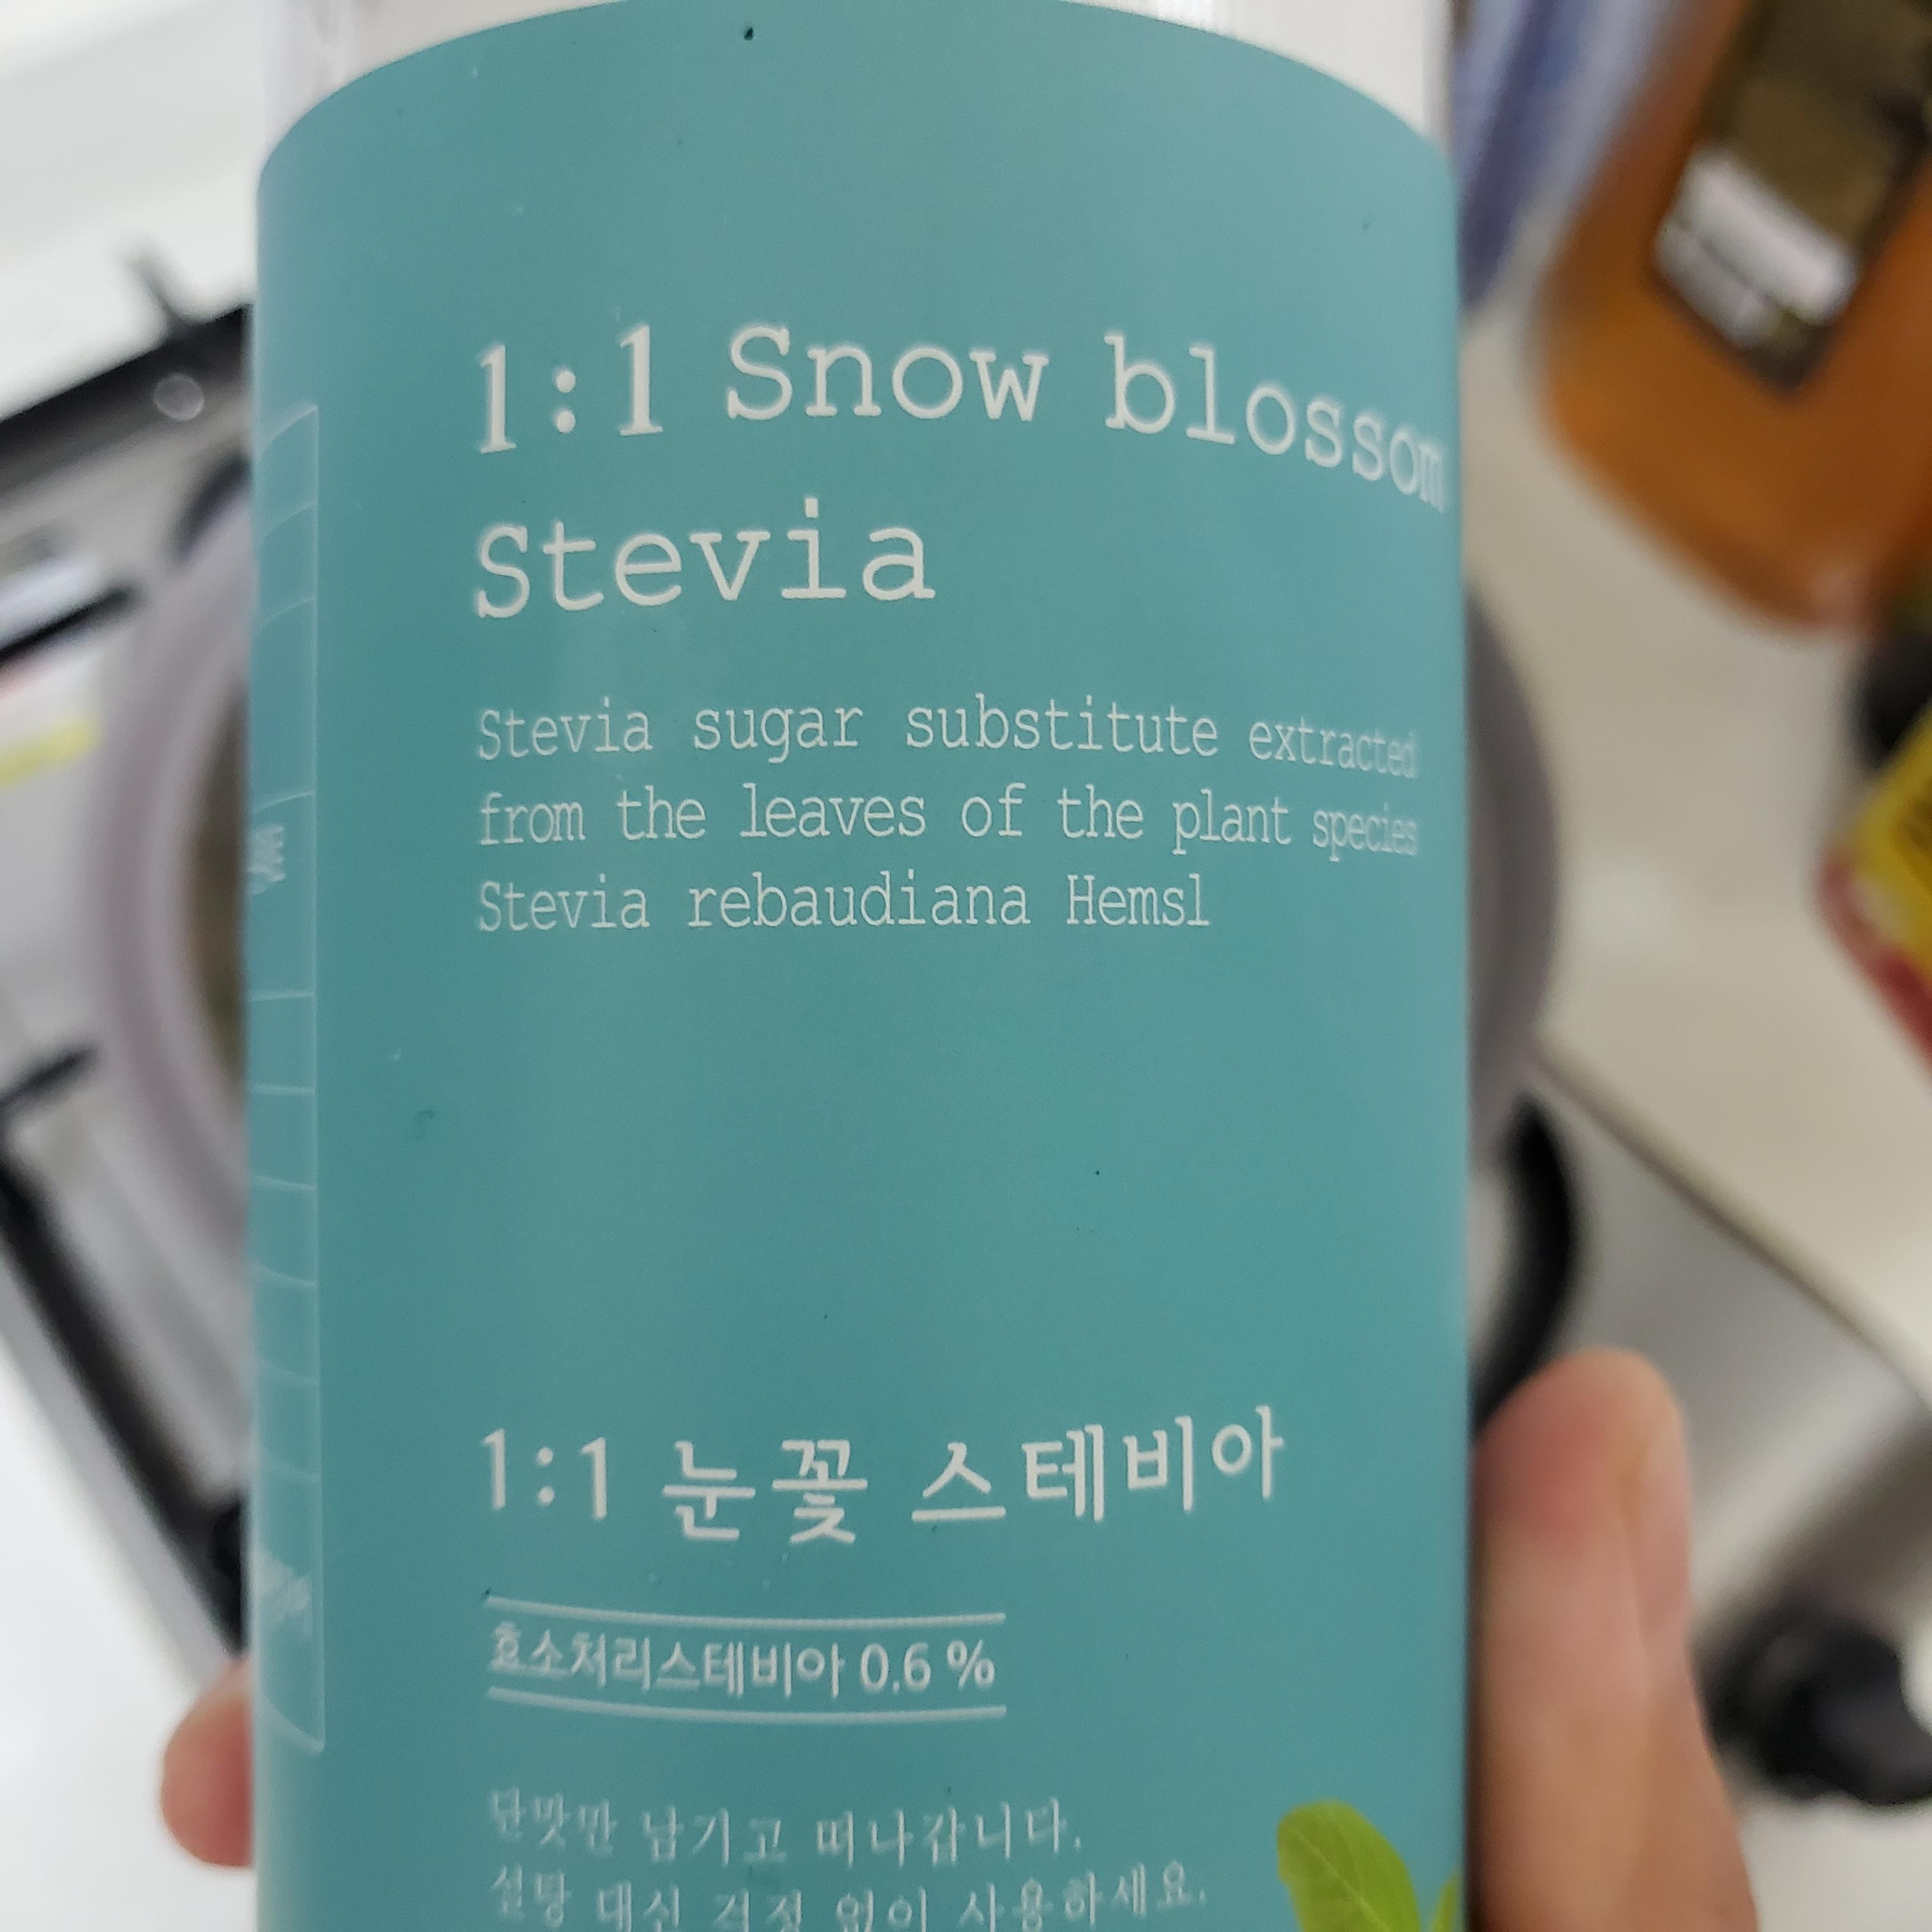 1:1 Snow blossom
Stevia
Stevia sugar substitute extracted
from the leaves of the plant species
Stevia rebaudiana Hemsl
1:1 눈꽃 스테비아
효소처리스테비아 0.6 %
단맛만 남기고 떠나갑니다.
설탕 대신 걱정 없이 사용하세요.